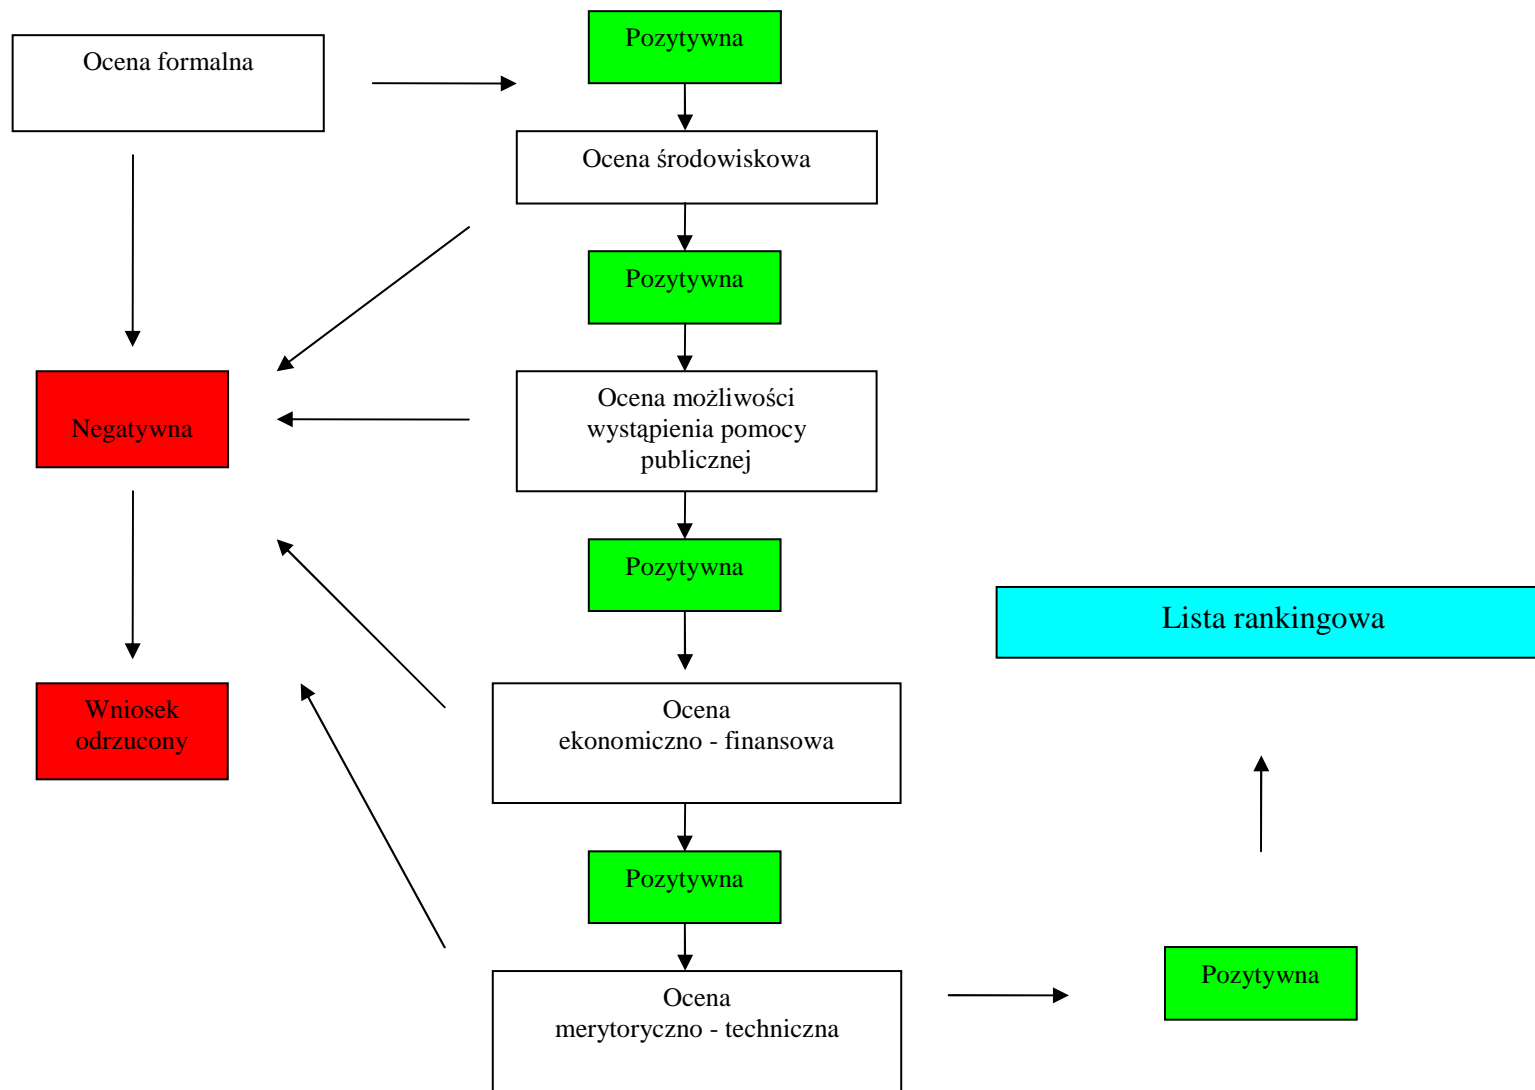 Pozytywna
Ocena formalna
Ocena środowiskowa
Pozytywna
Negatywna
Ocena możliwości
wystąpienia pomocy
publicznej
Pozytywna
Lista rankingowa
Wniosek
odrzucony
Ocena
ekonomiczno - finansowa
Pozytywna
Ocena
merytoryczno - techniczna
Pozytywna